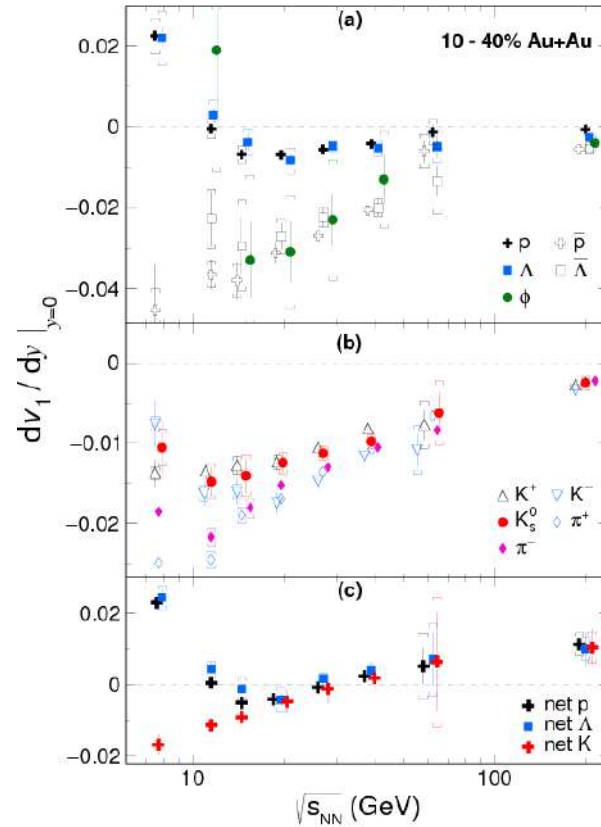 (a)
10 - 40% Au+Au
0.02
0
−0.02
−0.04
p p̅
Λ Λ̅
ϕ
dv₁ / dy |y=0
(b)
0
−0.01
−0.02
K⁺ K⁻
K⁰ₛ π⁺
π⁻
(c)
0.02
0
−0.02
net p
net Λ
net K
10 100
√sNN (GeV)